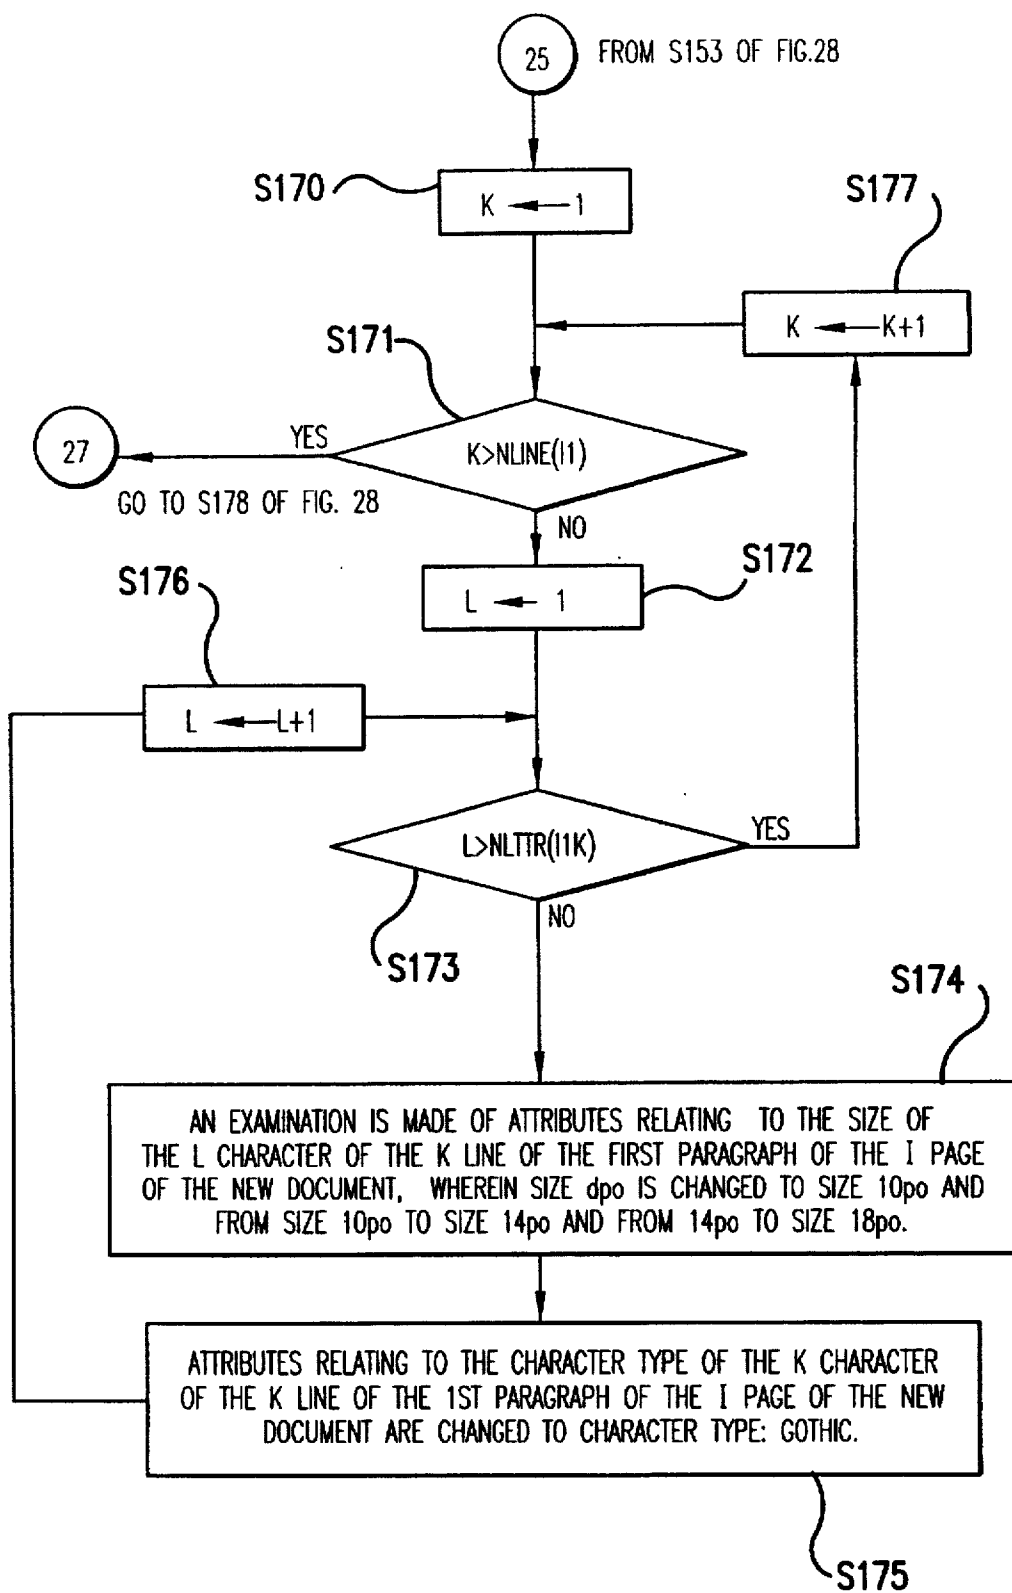 25 FROM S153 OF FIG.28
S170
K ← 1
S177
K ← K+1
S171
K>NLINE(I1)
YES
27
GO TO S178 OF FIG. 28
NO
S172
L ← 1
S176
L ← L+1
L>NLTTR(I1K)
YES
NO
S173
S174
AN EXAMINATION IS MADE OF ATTRIBUTES RELATING TO THE SIZE OF
THE L CHARACTER OF THE K LINE OF THE FIRST PARAGRAPH OF THE I PAGE
OF THE NEW DOCUMENT, WHEREIN SIZE dpo IS CHANGED TO SIZE 10po AND
FROM SIZE 10po TO SIZE 14po AND FROM 14po TO SIZE 18po.
ATTRIBUTES RELATING TO THE CHARACTER TYPE OF THE K CHARACTER
OF THE K LINE OF THE 1ST PARAGRAPH OF THE I PAGE OF THE NEW
DOCUMENT ARE CHANGED TO CHARACTER TYPE: GOTHIC.
S175